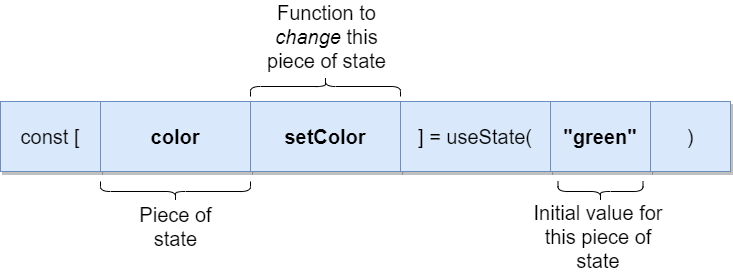 Function to
change this
piece of state
const [ color setColor ] = useState( "green" )
Piece of
state
Initial value for
this piece of
state